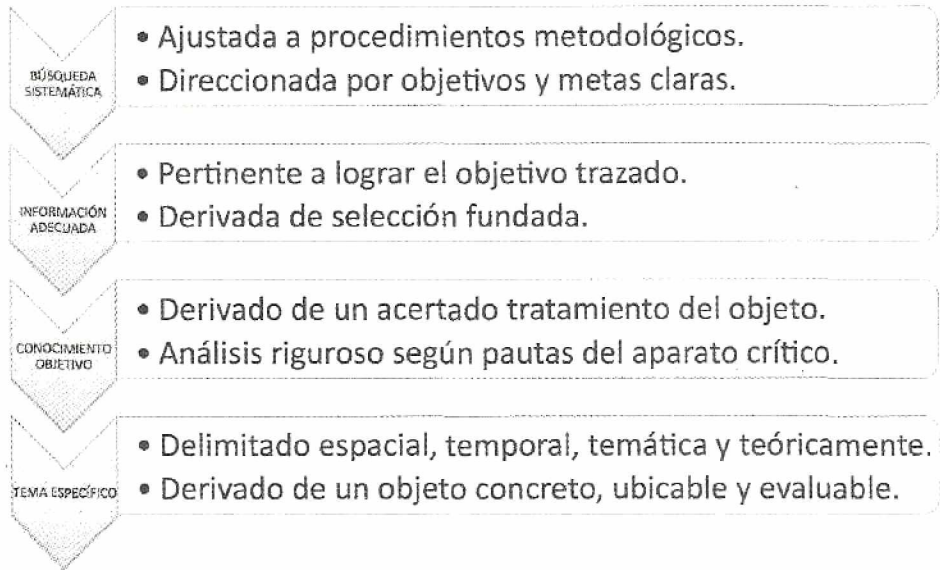 BÚSQUEDA
SISTEMÁTICA
• Ajustada a procedimientos metodológicos.
• Direccionada por objetivos y metas claras.
INFORMACIÓN
ADECUADA
• Pertinente a lograr el objetivo trazado.
• Derivada de selección fundada.
CONOCIMIENTO
OBJETIVO
• Derivado de un acertado tratamiento del objeto.
• Análisis riguroso según pautas del aparato crítico.
TEMA ESPECÍFICO
• Delimitado espacial, temporal, temática y teóricamente.
• Derivado de un objeto concreto, ubicable y evaluable.